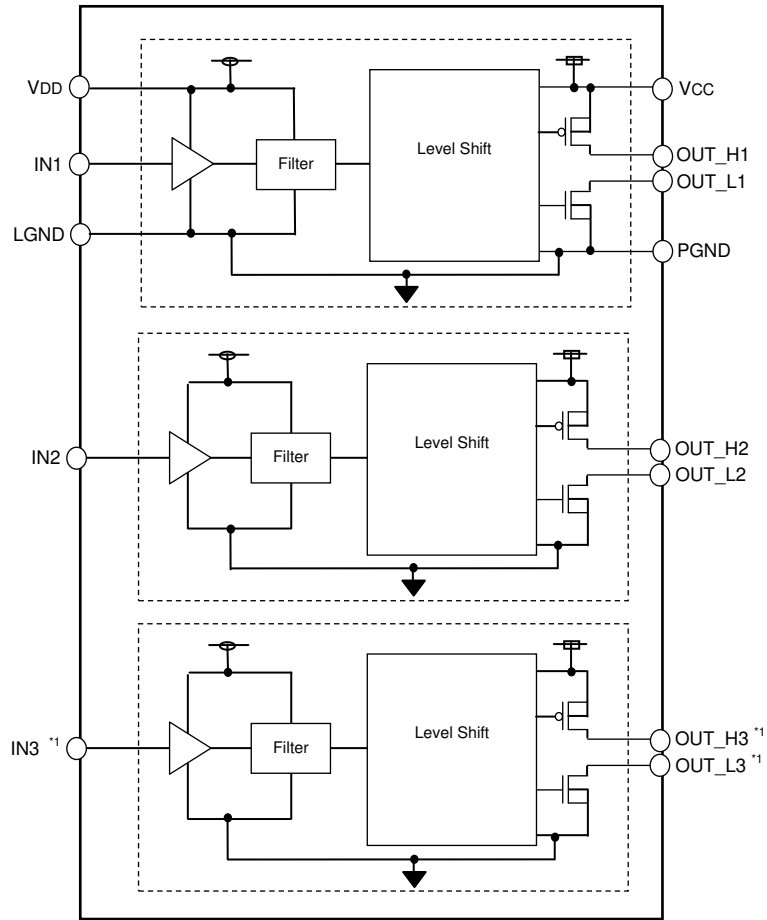 VDD
VCC
IN1
Filter
Level Shift
OUT_H1
OUT_L1
LGND
PGND
IN2
Filter
Level Shift
OUT_H2
OUT_L2
IN3 *1
Filter
Level Shift
OUT_H3 *1
OUT_L3 *1